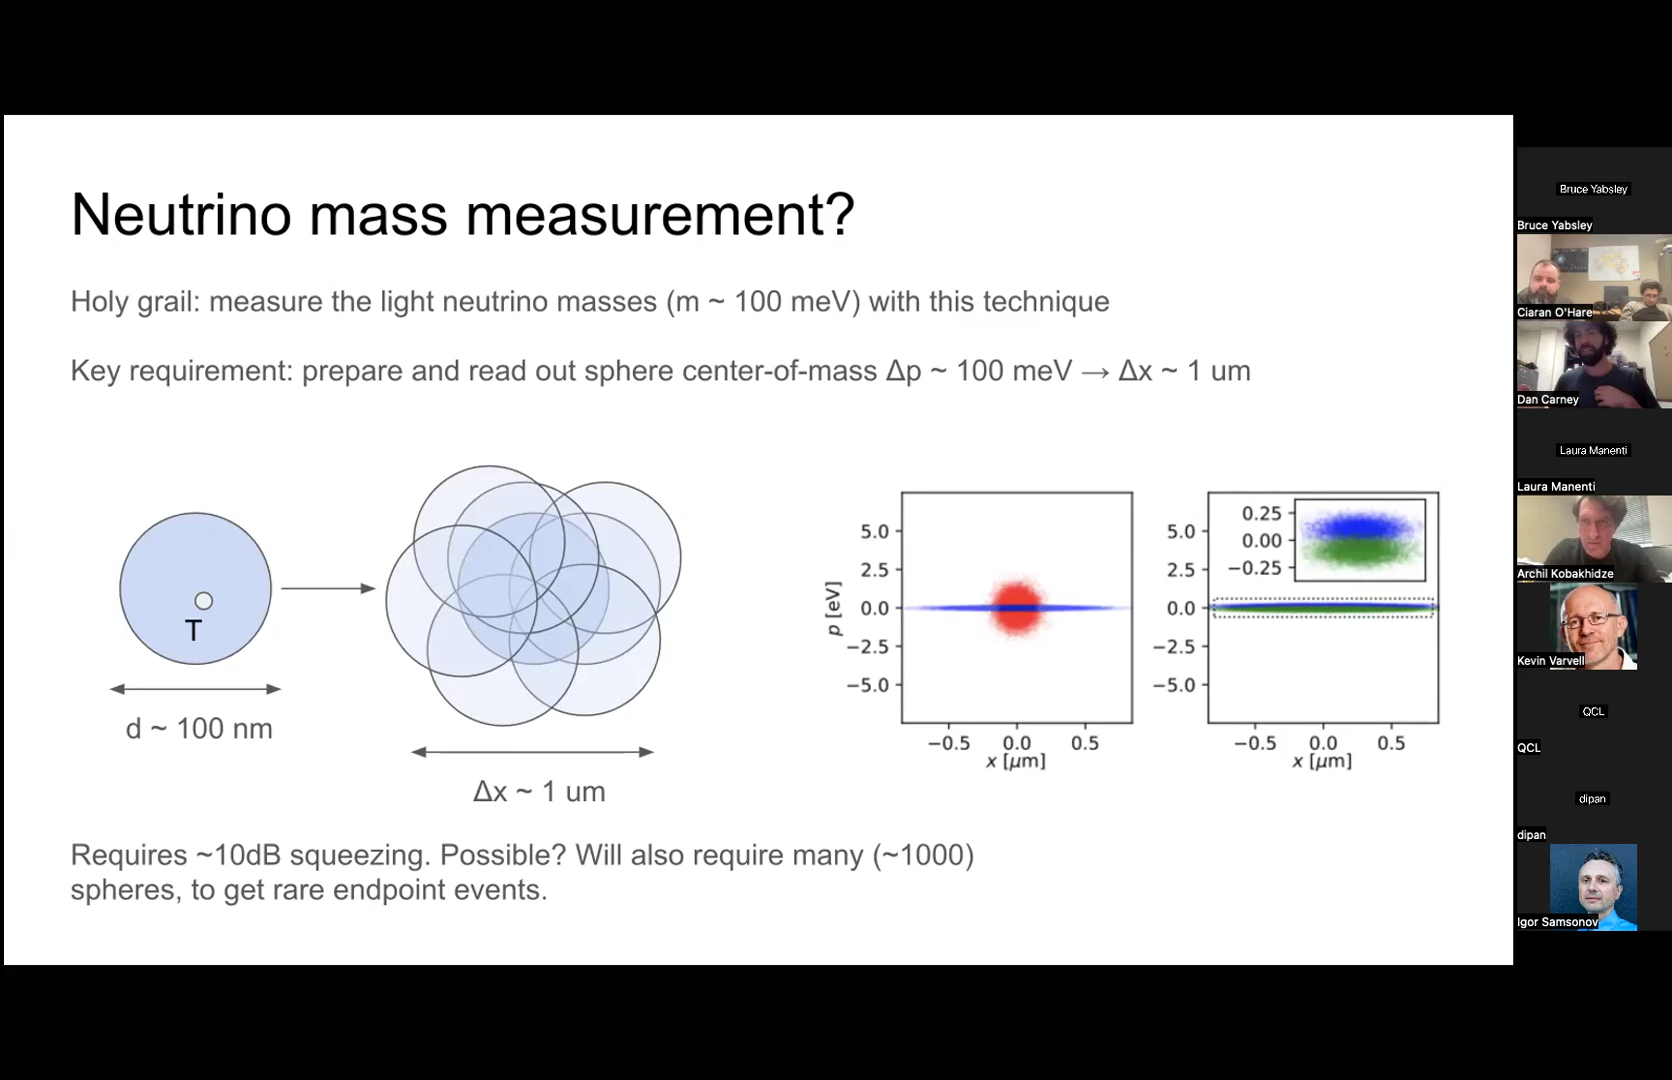 Neutrino mass measurement?
Holy grail: measure the light neutrino masses (m ~ 100 meV) with this technique
Key requirement: prepare and read out sphere center-of-mass Δp ~ 100 meV → Δx ~ 1 um
T
d ~ 100 nm
Δx ~ 1 um
5.0
2.5
0.0
−2.5
−5.0
p [eV]
−0.5 0.0 0.5
x [μm]
5.0
2.5
0.0
−2.5
−5.0
0.25
0.00
−0.25
−0.5 0.0 0.5
x [μm]
Requires ~10dB squeezing. Possible? Will also require many (~1000)
spheres, to get rare endpoint events.
Bruce Yabsley
Bruce Yabsley
Ciaran O'Hare
Dan Carney
Laura Manenti
Laura Manenti
Archil Kobakhidze
Kevin Varvell
QCL
QCL
dipan
dipan
Igor Samsonov